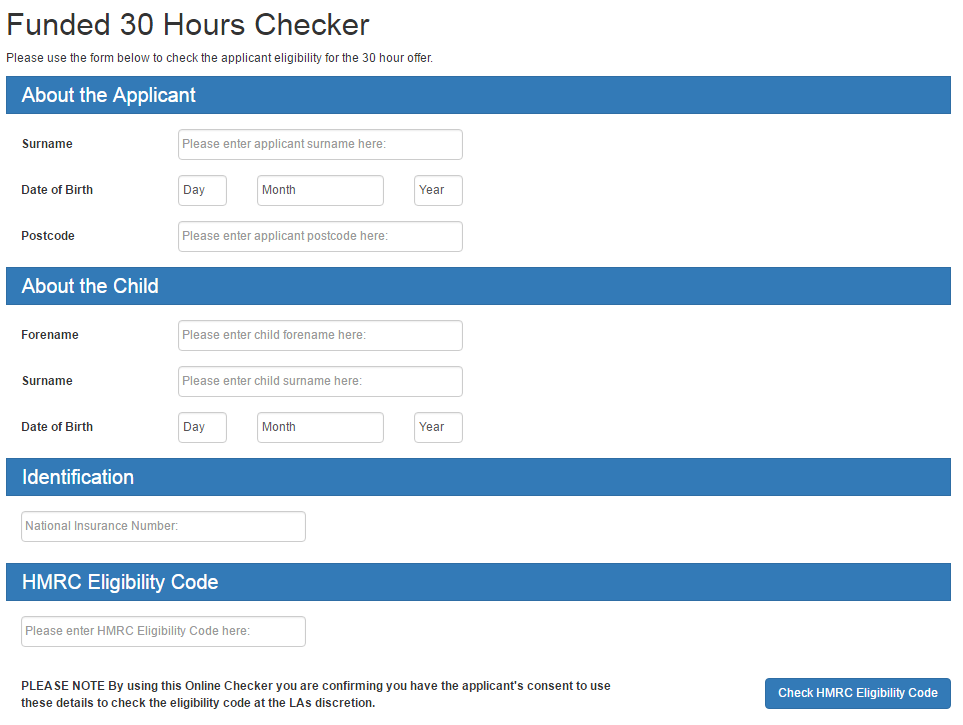 Funded 30 Hours Checker
Please use the form below to check the applicant eligibility for the 30 hour offer.
About the Applicant
Surname Please enter applicant surname here:
Date of Birth Day Month Year
Postcode Please enter applicant postcode here:
About the Child
Forename Please enter child forename here:
Surname Please enter child surname here:
Date of Birth Day Month Year
Identification
National Insurance Number:
HMRC Eligibility Code
Please enter HMRC Eligibility Code here:
PLEASE NOTE By using this Online Checker you are confirming you have the applicant's consent to use
these details to check the eligibility code at the LAs discretion.
Check HMRC Eligibility Code